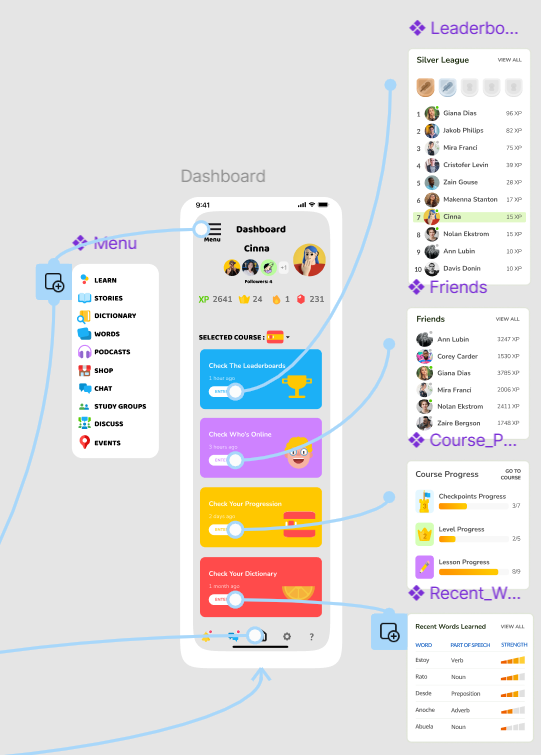 Leaderbo...
Silver League VIEW ALL
1 Giana Dias 96 XP
2 Jakob Philips 82 XP
3 Mira Franci 75 XP
4 Cristofer Levin 39 XP
5 Zain Gouse 28 XP
6 Makenna Stanton 17 XP
7 Cinna 15 XP
8 Nolan Ekstrom 15 XP
9 Ann Lubin 10 XP
10 Davis Donin 10 XP
Dashboard
9:41
Menu
Dashboard
Cinna
+1
Followers: 4
XP 2641 24 1 231
SELECTED COURSE :
Check The Leaderboards
1 hour ago
Check Who's Online
3 hours ago
Check Your Progression
2 days ago
Check Your Dictionary
1 month ago
?
Menu
LEARN
STORIES
DICTIONARY
WORDS
PODCASTS
SHOP
CHAT
STUDY GROUPS
DISCUSS
EVENTS
Friends
Friends VIEW ALL
Ann Lubin 3247 XP
Corey Carder 1530 XP
Giana Dias 3785 XP
Mira Franci 2006 XP
Nolan Ekstrom 2411 XP
Zaire Bergson 1748 XP
Course_P...
Course Progress GO TO
COURSE
Checkpoints Progress
3 3/7
Level Progress
2 2/5
Lesson Progress
8/9
Recent_W...
Recent Words Learned VIEW ALL
WORD PART OF SPEECH STRENGTH
Estoy Verb
Rato Noun
Desde Preposition
Anoche Adverb
Abuela Noun